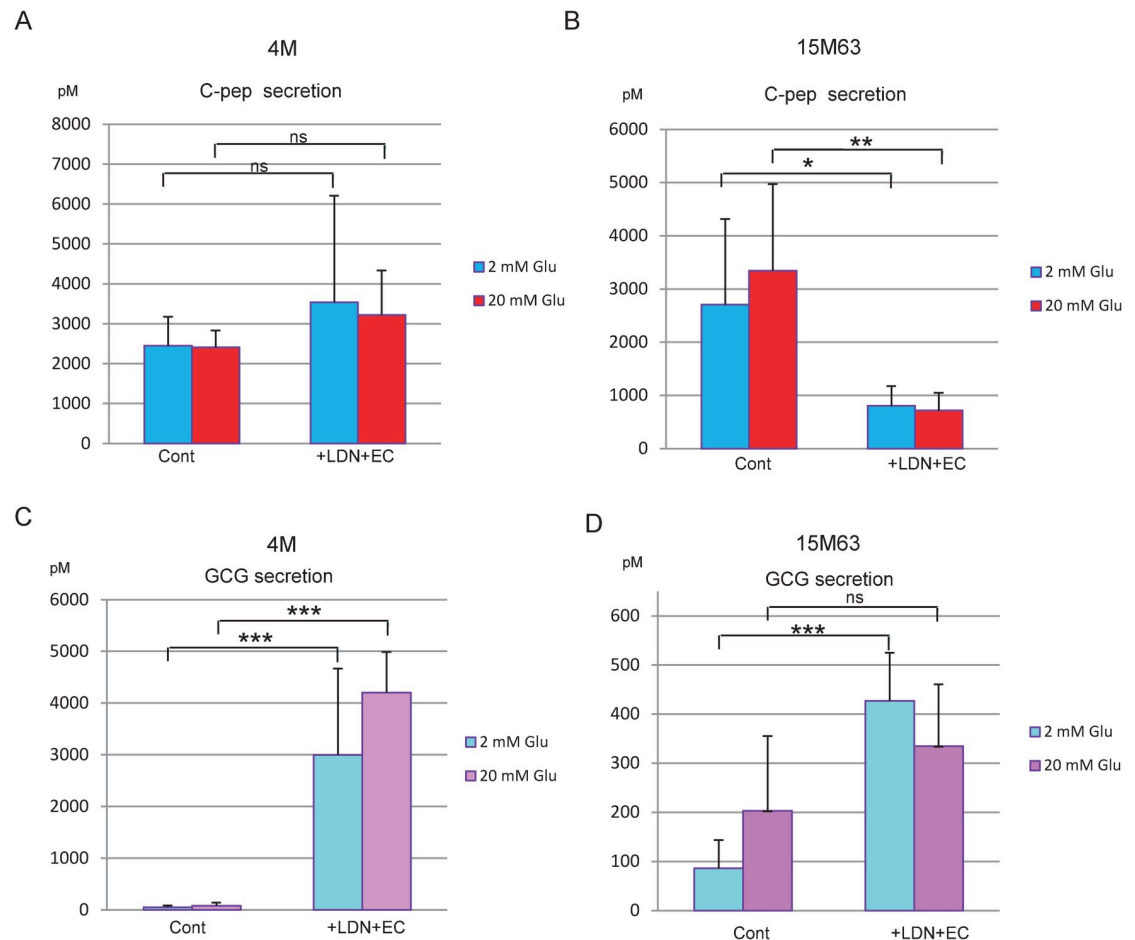 A
4M
C-pep secretion
pM
8000
7000
6000
5000
4000
3000
2000
1000
0
ns
ns
Cont
+LDN+EC
2 mM Glu
20 mM Glu
B
15M63
C-pep secretion
pM
6000
5000
4000
3000
2000
1000
0
**
*
Cont
+LDN+EC
2 mM Glu
20 mM Glu
C
4M
GCG secretion
pM
6000
5000
4000
3000
2000
1000
0
***
***
Cont
+LDN+EC
2 mM Glu
20 mM Glu
D
15M63
GCG secretion
pM
600
500
400
300
200
100
0
ns
***
Cont
+LDN+EC
2 mM Glu
20 mM Glu